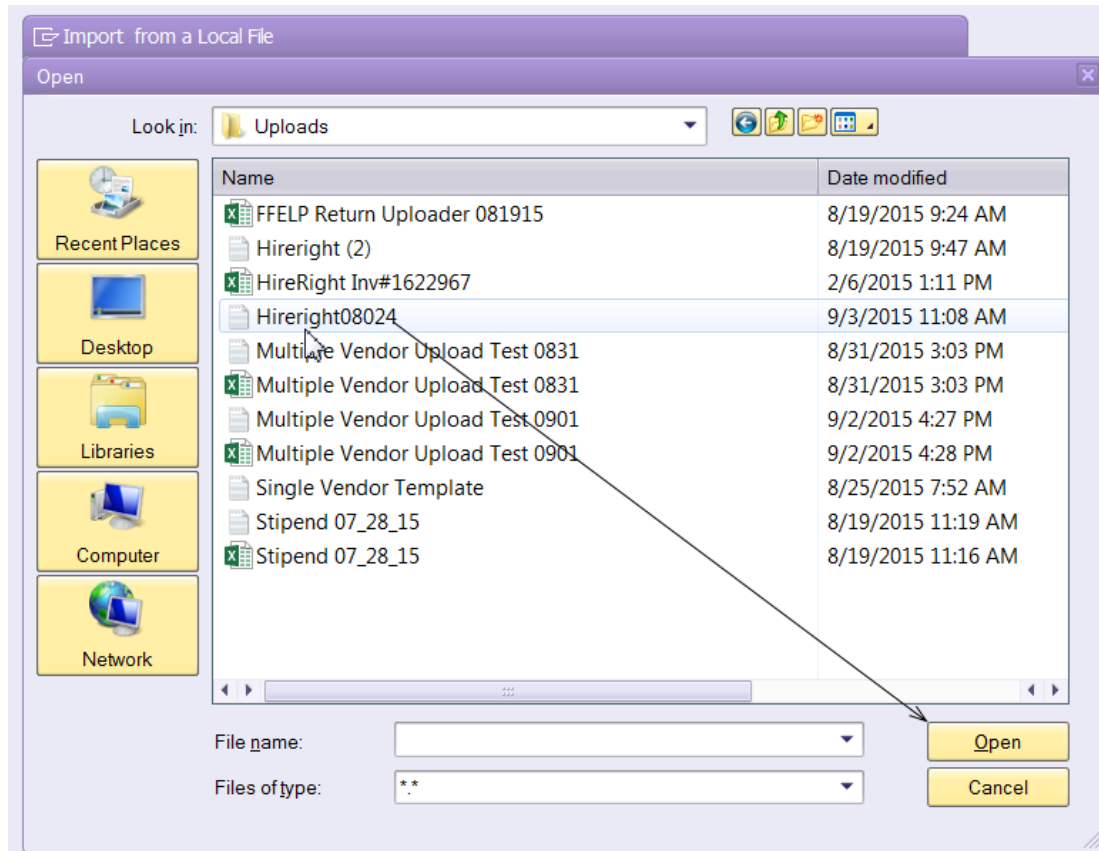 Import from a Local File
Open
Look in: Uploads
Name Date modified
FFELP Return Uploader 081915 8/19/2015 9:24 AM
Hireright (2) 8/19/2015 9:47 AM
HireRight Inv#1622967 2/6/2015 1:11 PM
Hireright08024 9/3/2015 11:08 AM
Multiple Vendor Upload Test 0831 8/31/2015 3:03 PM
Multiple Vendor Upload Test 0831 8/31/2015 3:03 PM
Multiple Vendor Upload Test 0901 9/2/2015 4:27 PM
Multiple Vendor Upload Test 0901 9/2/2015 4:28 PM
Single Vendor Template 8/25/2015 7:52 AM
Stipend 07_28_15 8/19/2015 11:19 AM
Stipend 07_28_15 8/19/2015 11:16 AM
Recent Places
Desktop
Libraries
Computer
Network
File name: Open
Files of type: *.* Cancel